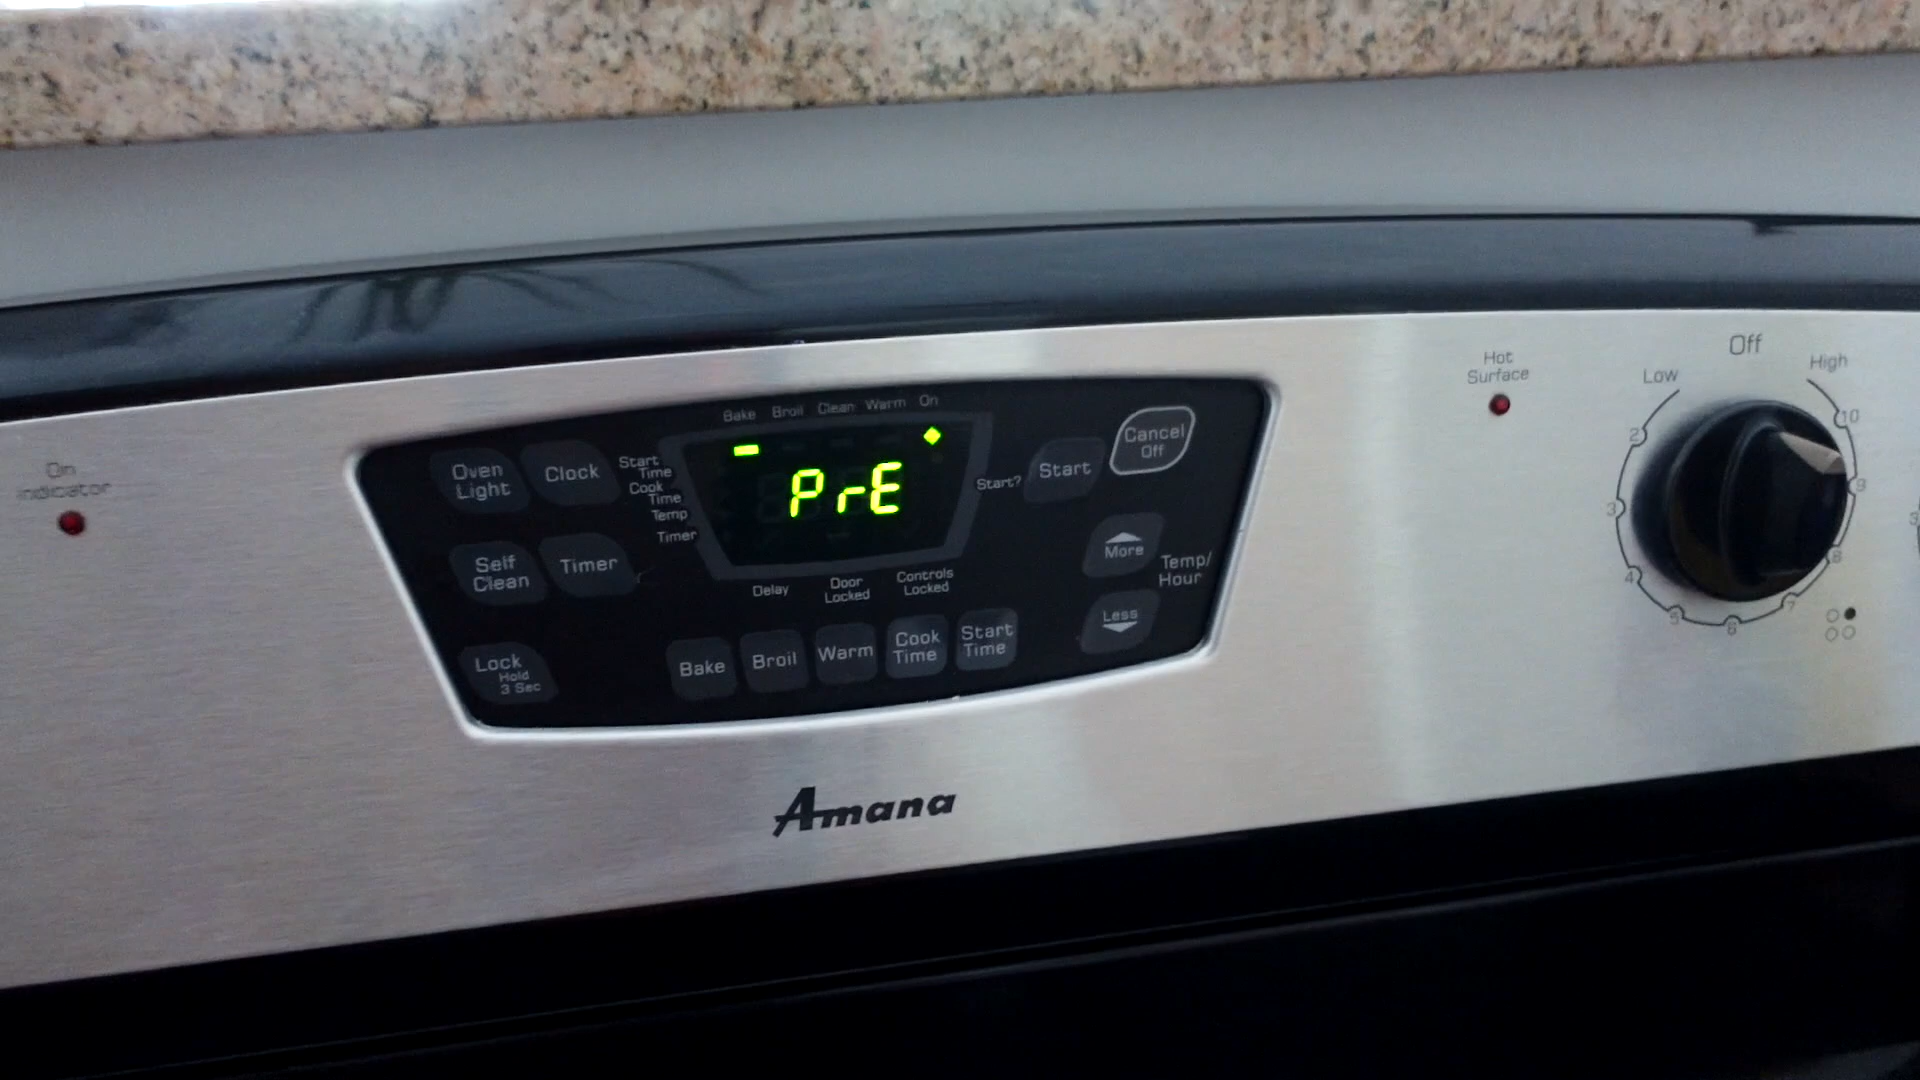 On
indicator
Oven
Light
Clock
Self
Clean
Timer
Lock
Hold
3 Sec
Bake Broil Clean Warm On
Start
Time
Cook
Time
Temp
Timer
PrE
Start?
Delay
Door
Locked
Controls
Locked
Bake
Broil
Warm
Cook
Time
Start
Time
Start
Cancel
Off
More
Less
Temp/
Hour
Amana
Hot
Surface
Off
Low
High
2
3
4
5
6
7
8
9
10
3